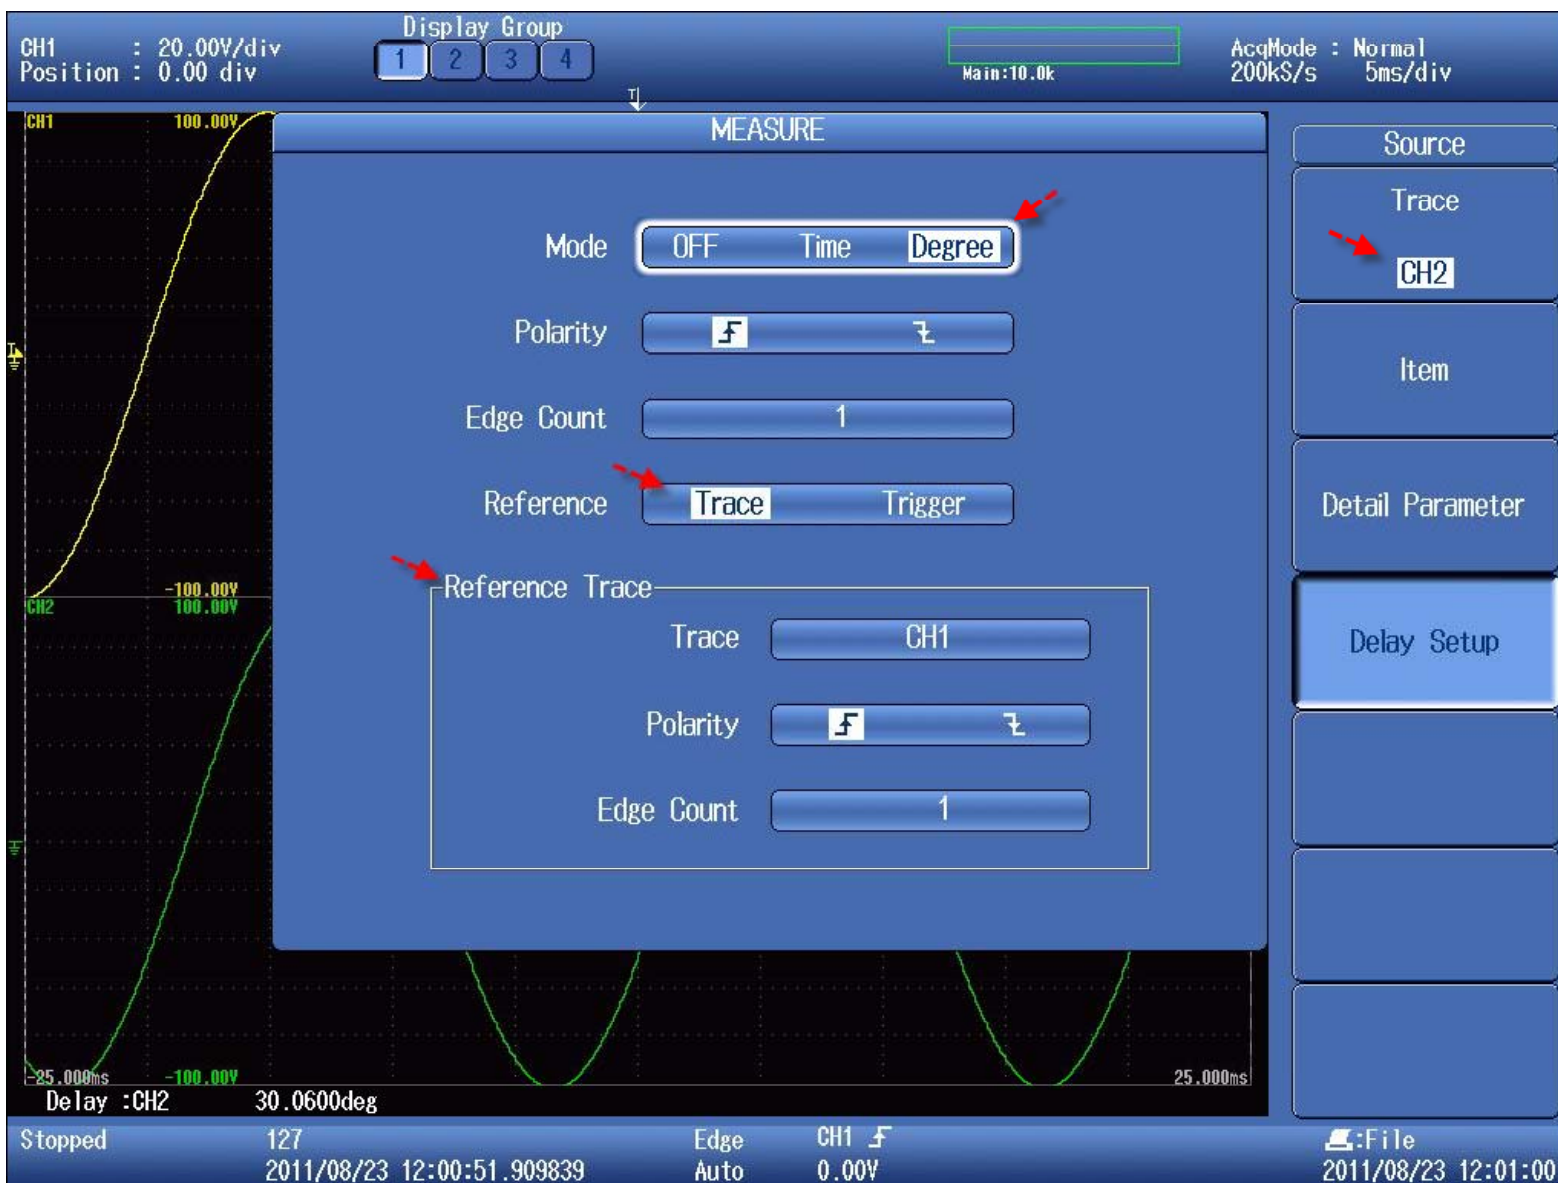 CH1 : 20.00V/div
Position : 0.00 div
Display Group
1 2 3 4
Main:10.0k
AcqMode : Normal
200kS/s 5ms/div
T
CH1 100.00V
MEASURE
Mode OFF Time Degree
Polarity
Edge Count 1
Reference Trace Trigger
Reference Trace
Trace CH1
Polarity
Edge Count 1
-100.00V
CH2 100.00V
-25.000ms -100.00V 25.000ms
Delay :CH2 30.0600deg
Source
Trace
CH2
Item
Detail Parameter
Delay Setup
Stopped 127 Edge CH1 :File
2011/08/23 12:00:51.909839 Auto 0.00V 2011/08/23 12:01:00